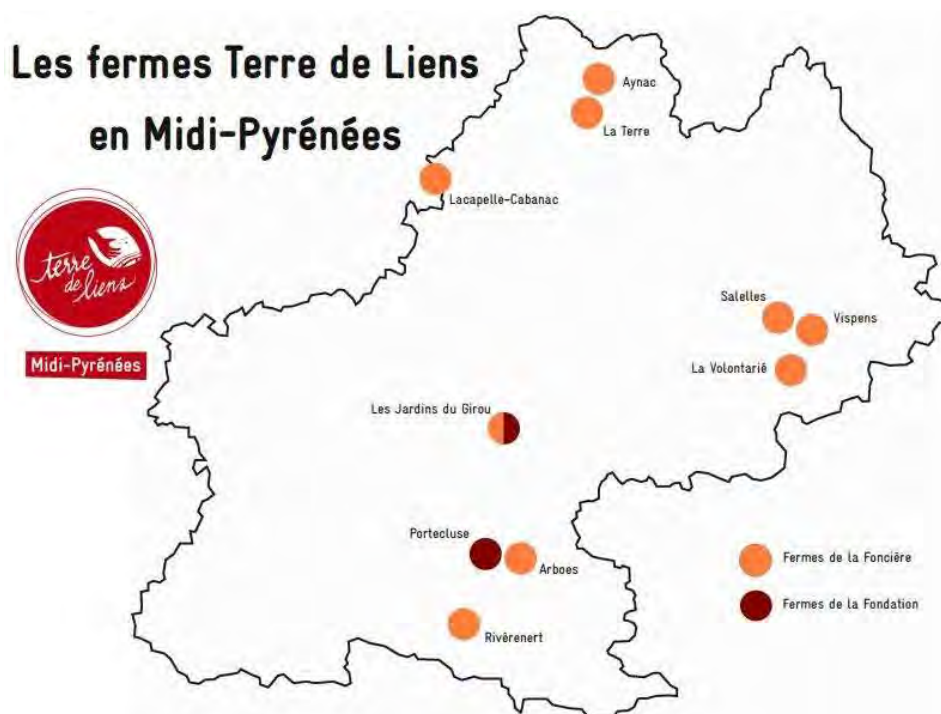 Les fermes Terre de Liens
en Midi-Pyrénées
Aynac
La Terre
Lacapelle-Cabanac
terre
de
liens
Midi-Pyrénées
Salelles
Vispens
La Volontarié
Les Jardins du Girou
Portecluse
Arboes
Rivèrenert
Fermes de la Foncière
Fermes de la Fondation